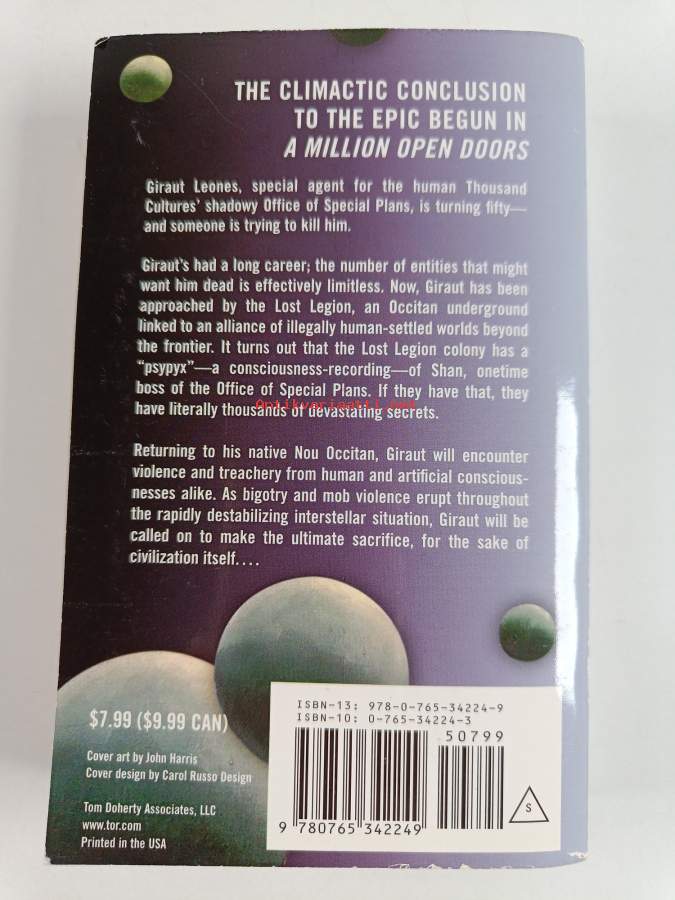 THE CLIMACTIC CONCLUSION
TO THE EPIC BEGUN IN
A MILLION OPEN DOORS
Giraut Leones, special agent for the human Thousand
Cultures' shadowy Office of Special Plans, is turning fifty—
and someone is trying to kill him.
Giraut's had a long career; the number of entities that might
want him dead is effectively limitless. Now, Giraut has been
approached by the Lost Legion, an Occitan underground
linked to an alliance of illegally human-settled worlds beyond
the frontier. It turns out that the Lost Legion colony has a
"psypyx"—a consciousness-recording—of Shan, onetime
boss of the Office of Special Plans. If they have that, they
have literally thousands of devastating secrets.
Antikvariaatti.net
Returning to his native Nou Occitan, Giraut will encounter
violence and treachery from human and artificial conscious-
nesses alike. As bigotry and mob violence erupt throughout
the rapidly destabilizing interstellar situation, Giraut will be
called on to make the ultimate sacrifice, for the sake of
civilization itself....
$7.99 ($9.99 CAN)
Cover art by John Harris
Cover design by Carol Russo Design
Tom Doherty Associates, LLC
www.tor.com
Printed in the USA
ISBN-13: 978-0-765-34224-9
ISBN-10: 0-765-34224-3
50799
9 780765 342249
S